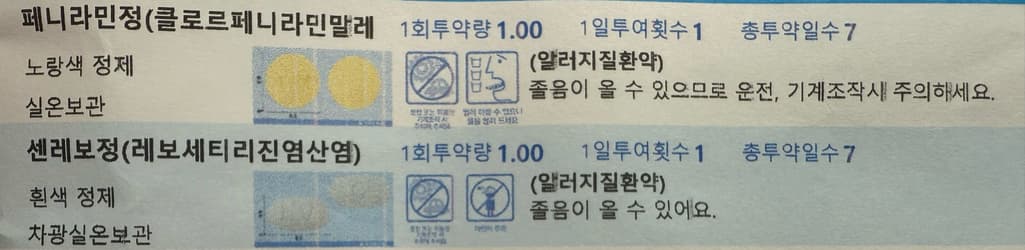 페니라민정(클로르페니라민말레 1회투약량 1.00 1일투여횟수 1 총투약일수 7
노랑색 정제
실온보관
(알러지질환약)
졸음이 올 수 있으므로 운전, 기계조작시 주의하세요.
센레보정(레보세티리진염산염) 1회투약량 1.00 1일투여횟수 1 총투약일수 7
흰색 정제
차광실온보관
(알러지질환약)
졸음이 올 수 있어요.